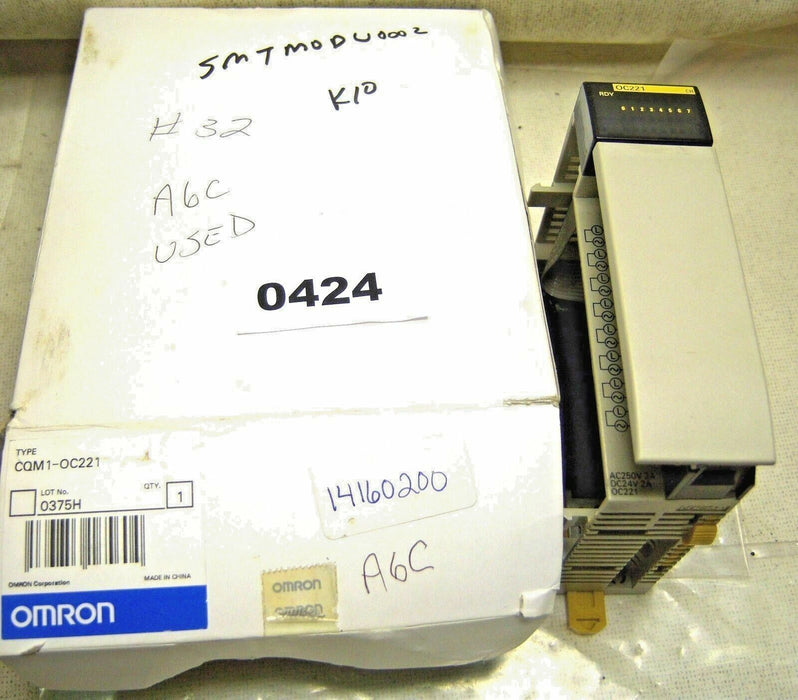 SMTMODU0002
K10
# 32
A6C
USED
0424
TYPE
CQM1-OC221
LOT No.
0375H
QTY.
1
OMRON Corporation
MADE IN CHINA
OMRON
14160200
A6C
OMRON
OMRON
OC221
RDY
0 1 2 3 4 5 6 7
AC250V 2A
DC24V 2A
OC221